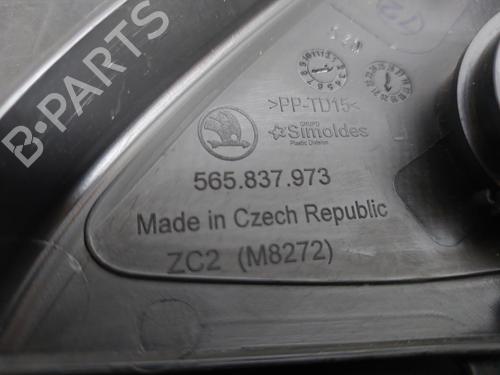 B-PARTS
>PP-TD15<
GRUPO
Simoldes
Plastic Division
565.837.973
Made in Czech Republic
ZC2 (M8272)